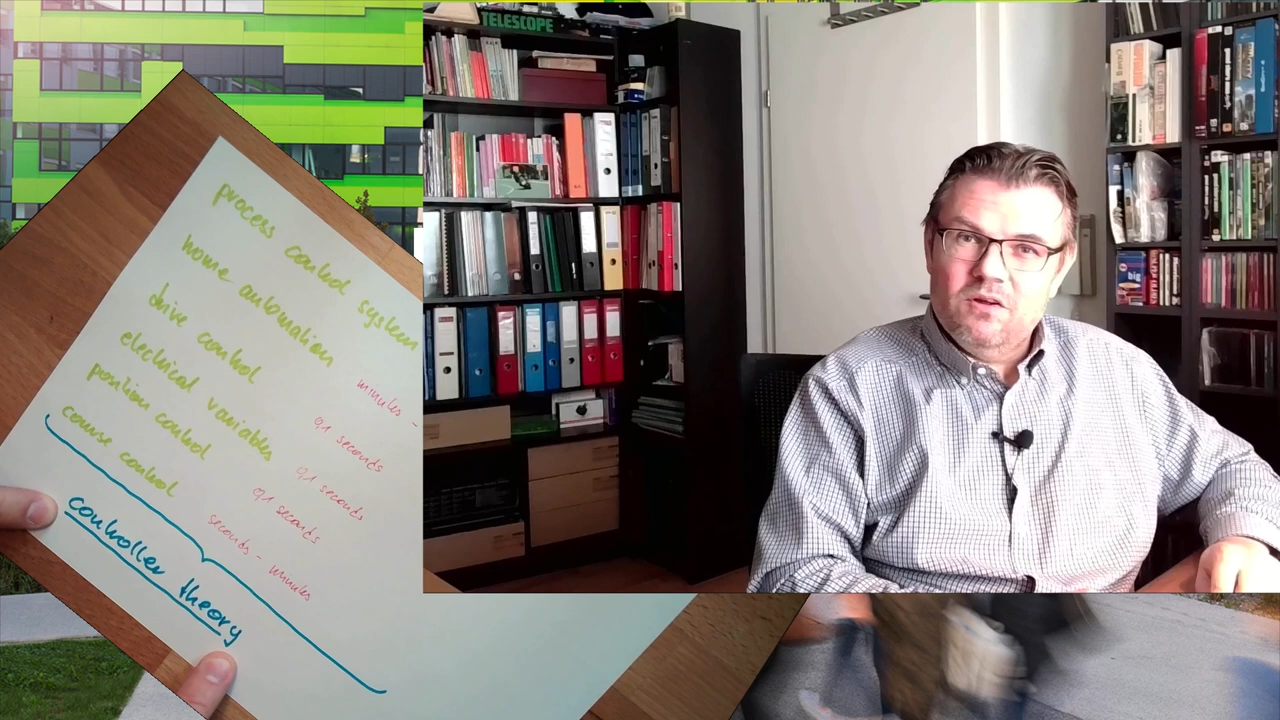 TELESCOPE
process control system
home automation
drive control
electrical variables
position control
course control
minutes -
0,1 seconds
0,1 seconds
0,1 seconds
seconds - minutes
controller theory
big